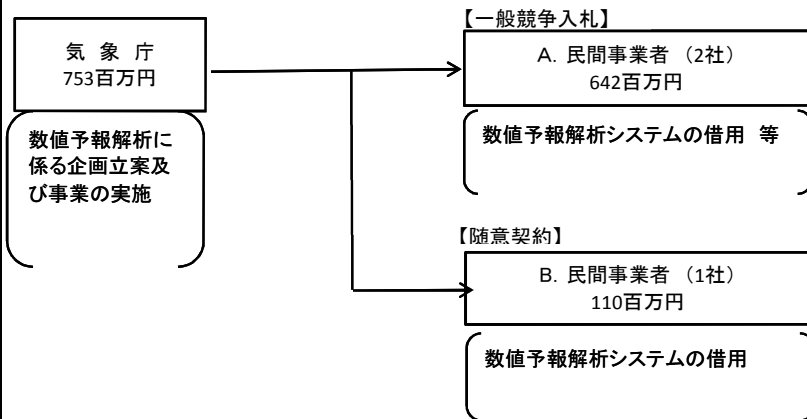 気 象 庁
753百万円
数値予報解析に
係る企画立案及
び事業の実施
【一般競争入札】
A. 民間事業者 （2社）
642百万円
数値予報解析システムの借用 等
【随意契約】
B. 民間事業者 （1社）
110百万円
数値予報解析システムの借用